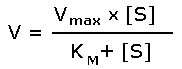 V = Vmax x [S]
KM+ [S]